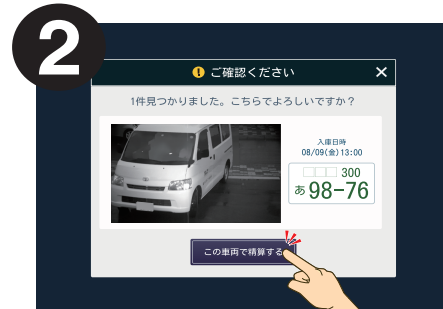 2
ご確認ください
1件見つかりました。こちらでよろしいですか？
入庫日時
08/09(金)13:00
□□□ 300
あ 98-76
この車両で精算する